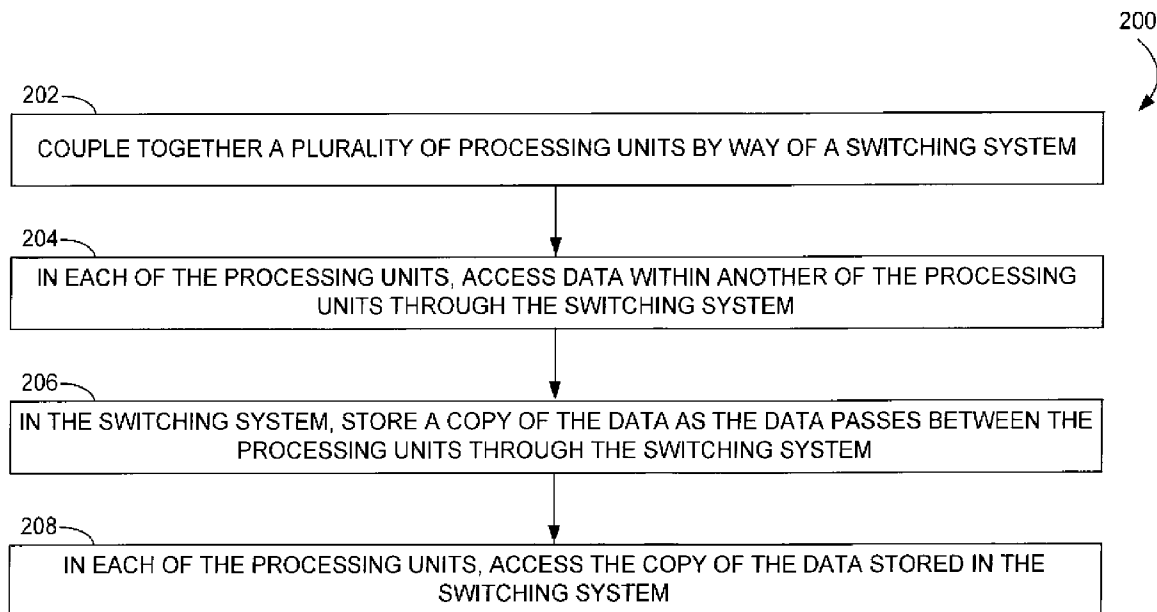 200
202
COUPLE TOGETHER A PLURALITY OF PROCESSING UNITS BY WAY OF A SWITCHING SYSTEM
204
IN EACH OF THE PROCESSING UNITS, ACCESS DATA WITHIN ANOTHER OF THE PROCESSING
UNITS THROUGH THE SWITCHING SYSTEM
206
IN THE SWITCHING SYSTEM, STORE A COPY OF THE DATA AS THE DATA PASSES BETWEEN THE
PROCESSING UNITS THROUGH THE SWITCHING SYSTEM
208
IN EACH OF THE PROCESSING UNITS, ACCESS THE COPY OF THE DATA STORED IN THE
SWITCHING SYSTEM